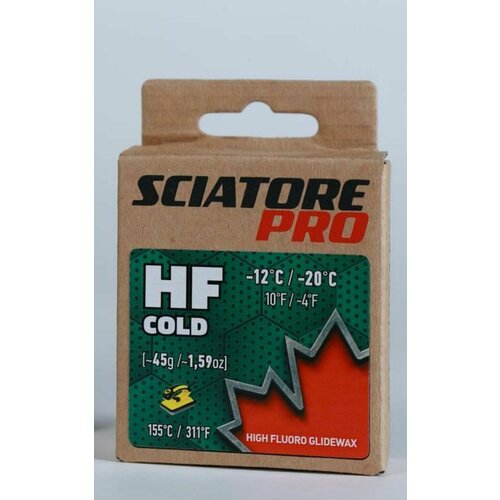 SCIATORE
PRO
HF
COLD
-12°C / -20°C
10°F / -4°F
[~45g /~1,59oz]
155°C / 311°F
HIGH FLUORO GLIDEWAX